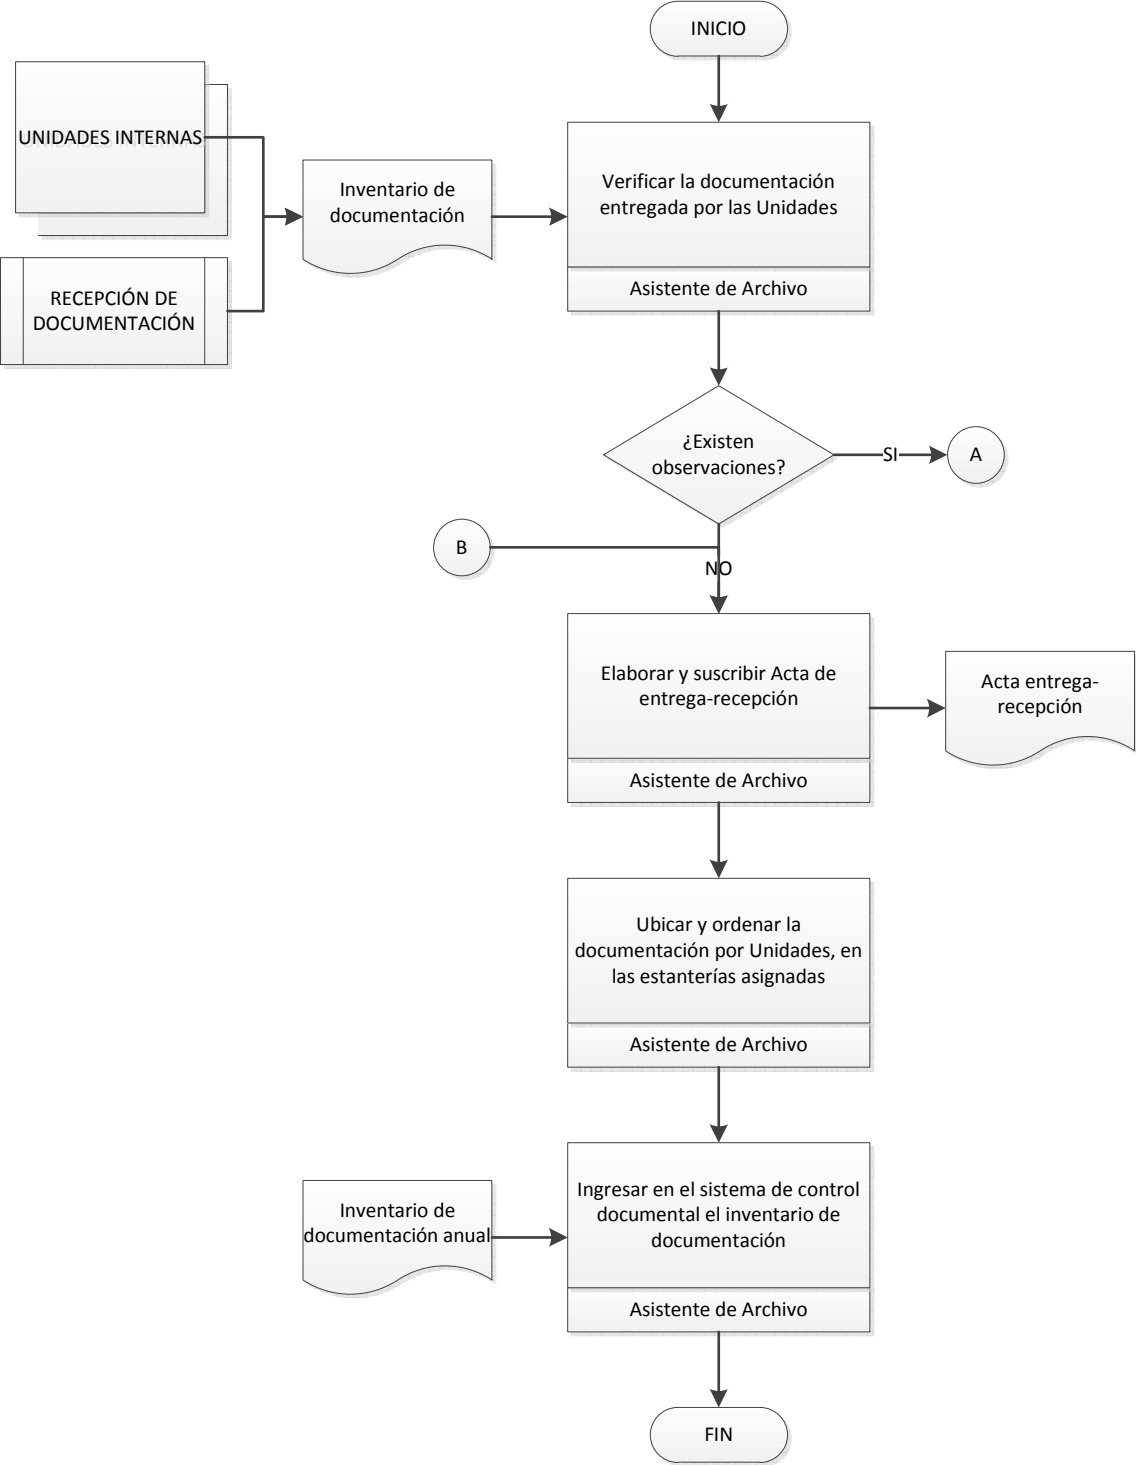 INICIO
UNIDADES INTERNAS
Inventario de
documentación
Verificar la documentación
entregada por las Unidades
Asistente de Archivo
RECEPCIÓN DE
DOCUMENTACIÓN
¿Existen
observaciones?
SI
A
B
NO
Elaborar y suscribir Acta de
entrega-recepción
Asistente de Archivo
Acta entrega-
recepción
Ubicar y ordenar la
documentación por Unidades, en
las estanterías asignadas
Asistente de Archivo
Inventario de
documentación anual
Ingresar en el sistema de control
documental el inventario de
documentación
Asistente de Archivo
FIN